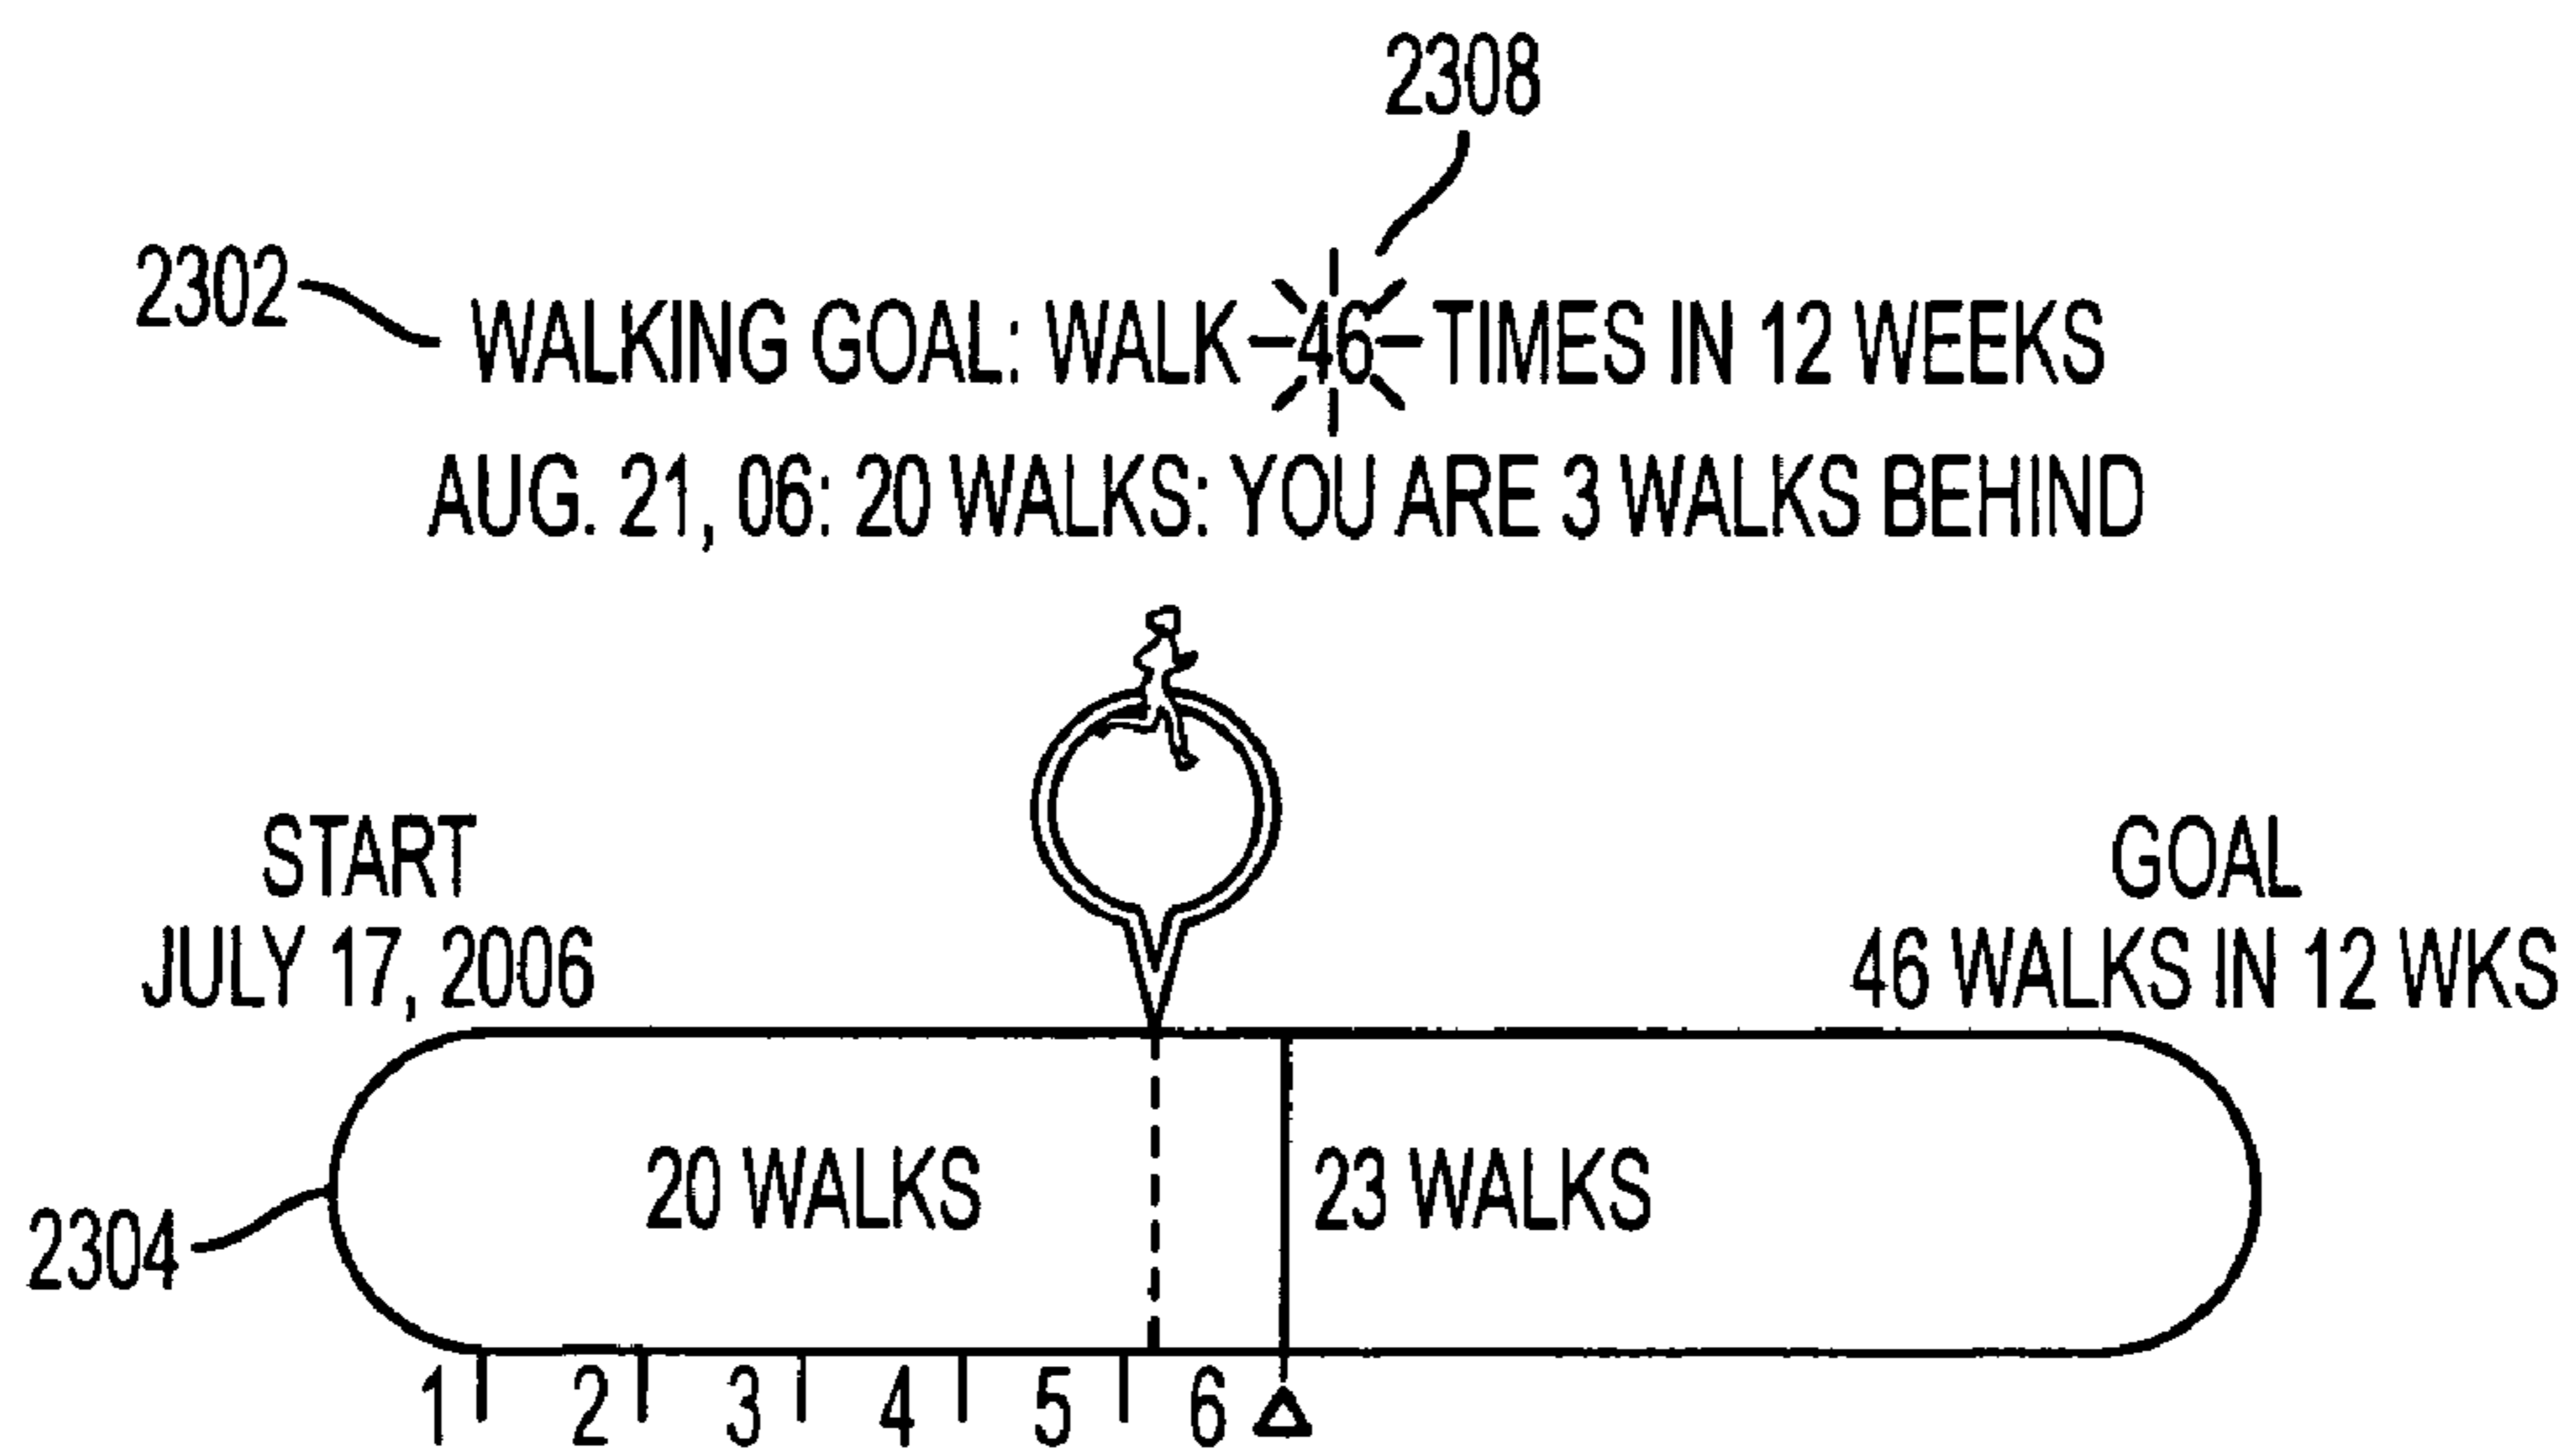 2308
2302
WALKING GOAL: WALK 46 TIMES IN 12 WEEKS
AUG. 21, 06: 20 WALKS: YOU ARE 3 WALKS BEHIND
START
JULY 17, 2006
GOAL
46 WALKS IN 12 WKS
20 WALKS
23 WALKS
2304
1 2 3 4 5 6